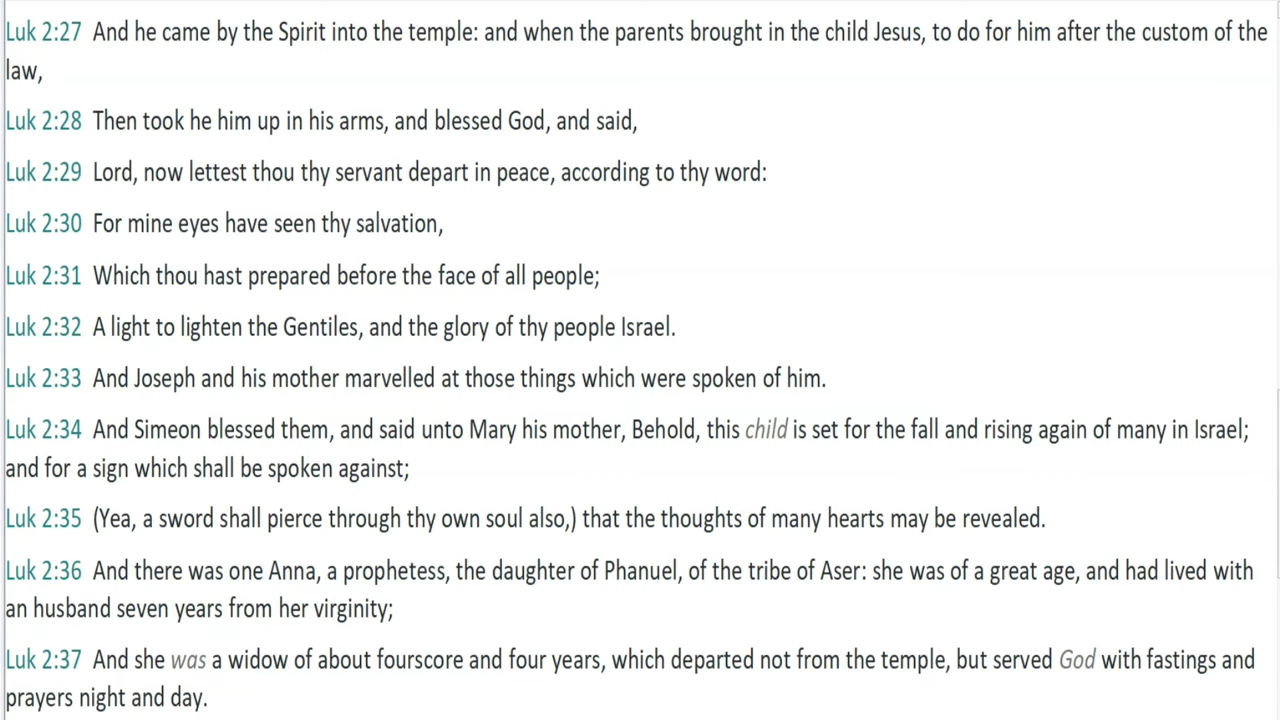 Luk 2:27 And he came by the Spirit into the temple: and when the parents brought in the child Jesus, to do for him after the custom of the
law,
Luk 2:28 Then took he him up in his arms, and blessed God, and said,
Luk 2:29 Lord, now lettest thou thy servant depart in peace, according to thy word:
Luk 2:30 For mine eyes have seen thy salvation,
Luk 2:31 Which thou hast prepared before the face of all people;
Luk 2:32 A light to lighten the Gentiles, and the glory of thy people Israel.
Luk 2:33 And Joseph and his mother marvelled at those things which were spoken of him.
Luk 2:34 And Simeon blessed them, and said unto Mary his mother, Behold, this child is set for the fall and rising again of many in Israel;
and for a sign which shall be spoken against;
Luk 2:35 (Yea, a sword shall pierce through thy own soul also,) that the thoughts of many hearts may be revealed.
Luk 2:36 And there was one Anna, a prophetess, the daughter of Phanuel, of the tribe of Aser: she was of a great age, and had lived with
an husband seven years from her virginity;
Luk 2:37 And she was a widow of about fourscore and four years, which departed not from the temple, but served God with fastings and
prayers night and day.